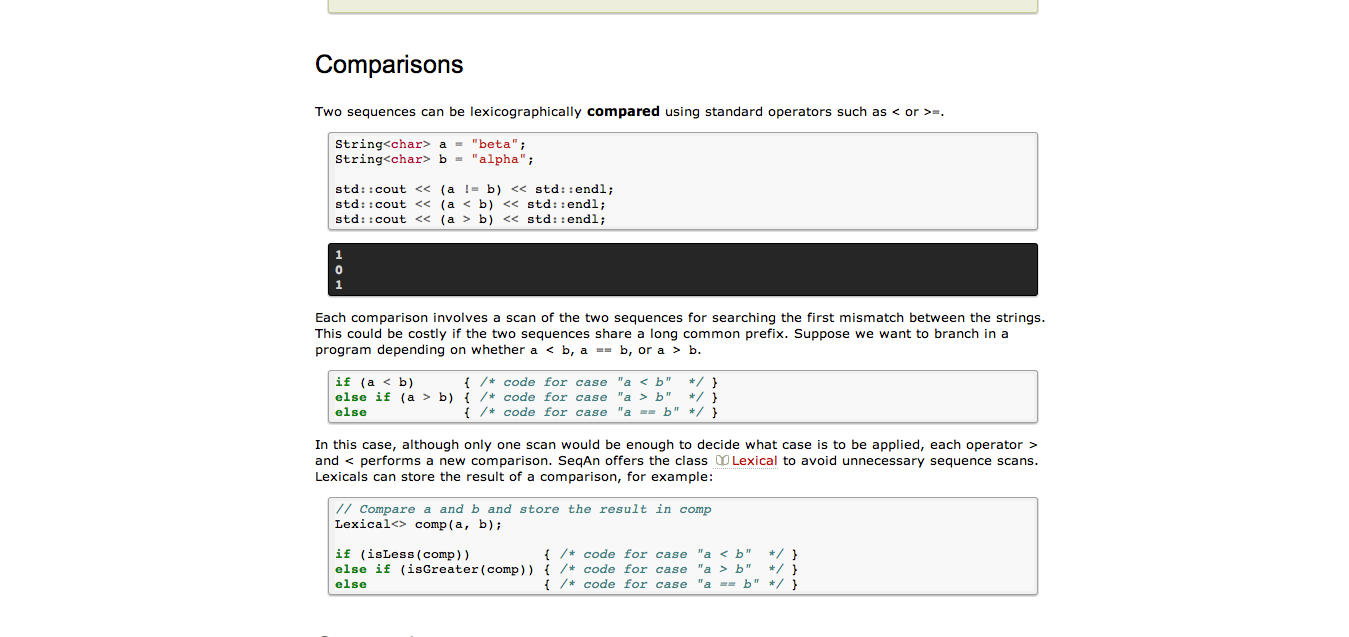 Comparisons
Two sequences can be lexicographically compared using standard operators such as < or >=.
String<char> a = "beta";
String<char> b = "alpha";
std::cout << (a != b) << std::endl;
std::cout << (a < b) << std::endl;
std::cout << (a > b) << std::endl;
1
0
1
Each comparison involves a scan of the two sequences for searching the first mismatch between the strings.
This could be costly if the two sequences share a long common prefix. Suppose we want to branch in a
program depending on whether a < b, a == b, or a > b.
if (a < b)      { /* code for case "a < b"  */ }
else if (a > b) { /* code for case "a > b"  */ }
else            { /* code for case "a == b" */ }
In this case, although only one scan would be enough to decide what case is to be applied, each operator >
and < performs a new comparison. SeqAn offers the class Lexical to avoid unnecessary sequence scans.
Lexicals can store the result of a comparison, for example:
// Compare a and b and store the result in comp
Lexical<> comp(a, b);
if (isLess(comp))         { /* code for case "a < b"  */ }
else if (isGreater(comp)) { /* code for case "a > b"  */ }
else                      { /* code for case "a == b" */ }